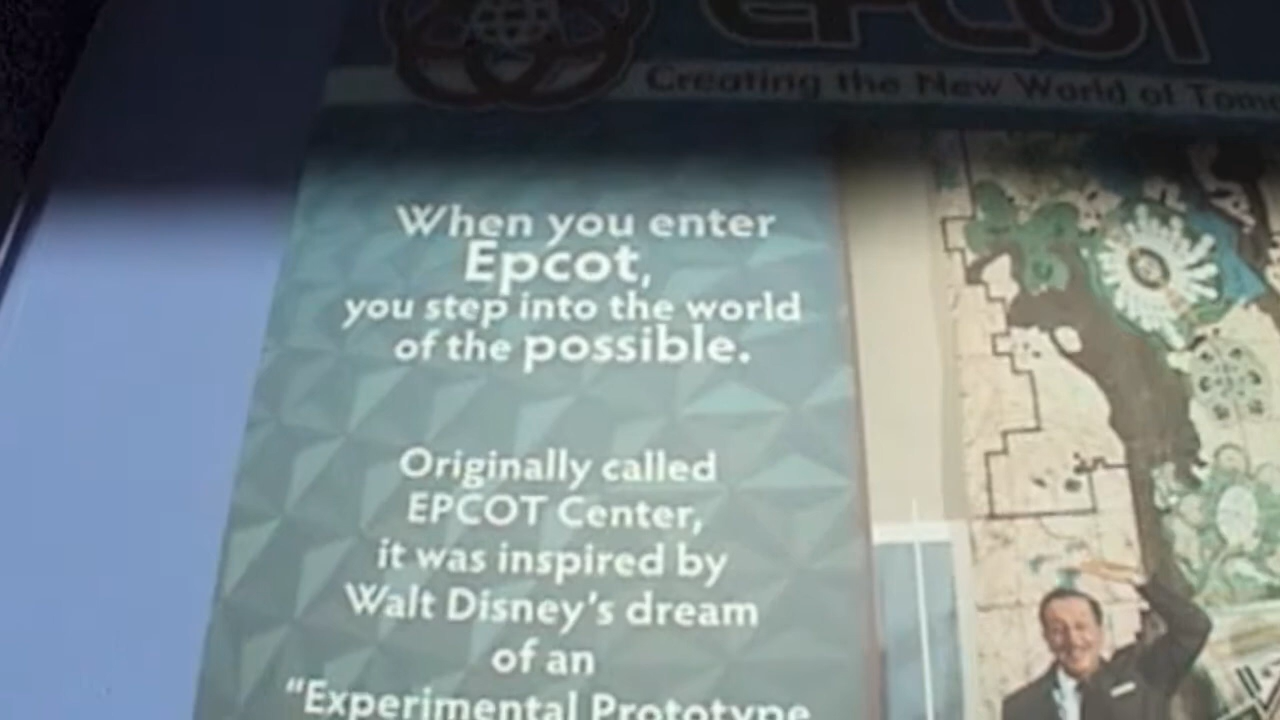 EPCOT
Creating the New World of
When you enter
Epcot,
you step into the world
of the possible.
Originally called
EPCOT Center,
it was inspired by
Walt Disney's dream
of an
"Experimental Prototype